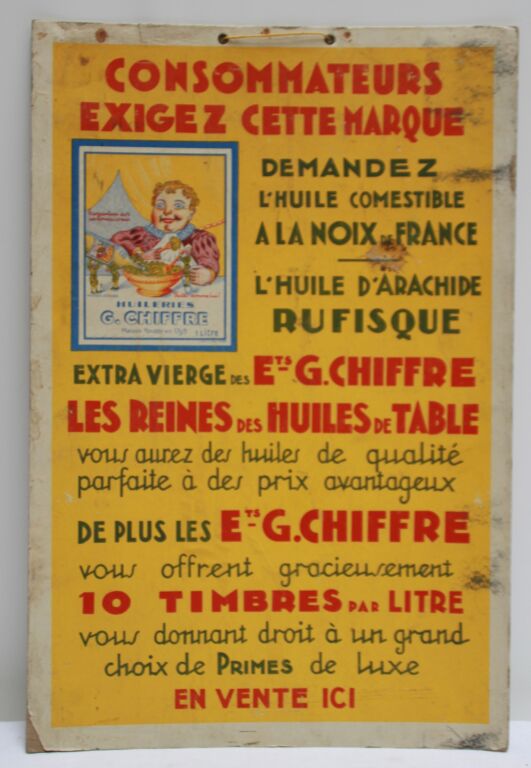 CONSOMMATEURS
EXIGEZ CETTE MARQUE
HUILERIES
G. CHIFFRE
1 LITRE
DEMANDEZ
L'HUILE COMESTIBLE
A LA NOIX DE FRANCE
L'HUILE D'ARACHIDE
RUFISQUE
EXTRA VIERGE DES ETS G. CHIFFRE
LES REINES DES HUILES DE TABLE
vous aurez des huiles de qualité
parfaite à des prix avantageux
DE PLUS LES ETS G. CHIFFRE
vous offrent gracieusement
10 TIMBRES PAR LITRE
vous donnant droit à un grand
choix de PRIMES de luxe
EN VENTE ICI